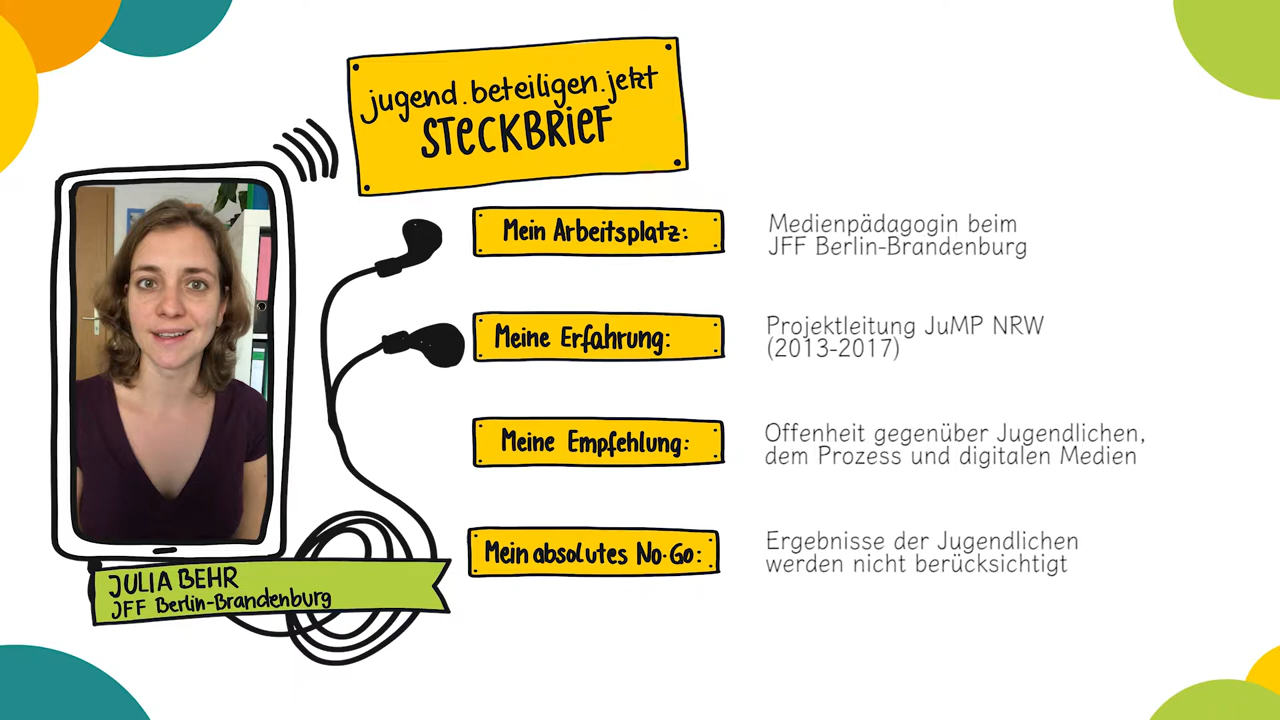 jugend.beteiligen.jetzt
STECKBRIEF
Mein Arbeitsplatz:
Medienpädagogin beim
JFF Berlin-Brandenburg
Meine Erfahrung:
Projektleitung JuMP NRW
(2013-2017)
Meine Empfehlung:
Offenheit gegenüber Jugendlichen,
dem Prozess und digitalen Medien
Mein absolutes No-Go:
Ergebnisse der Jugendlichen
werden nicht berücksichtigt
JULIA BEHR
JFF Berlin-Brandenburg